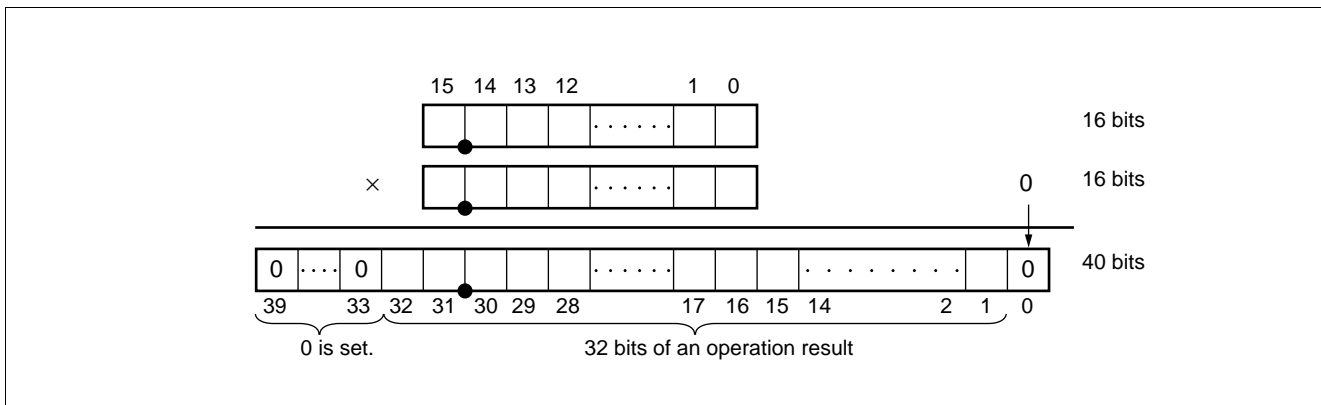 15 14 13 12 1 0
· · · · · · 16 bits
× · · · · · · 0 16 bits
0 ···· 0 · · · · · · · · · · · · · · 0 40 bits
39 33 32 31 30 29 28 17 16 15 14 2 1 0
0 is set. 32 bits of an operation result